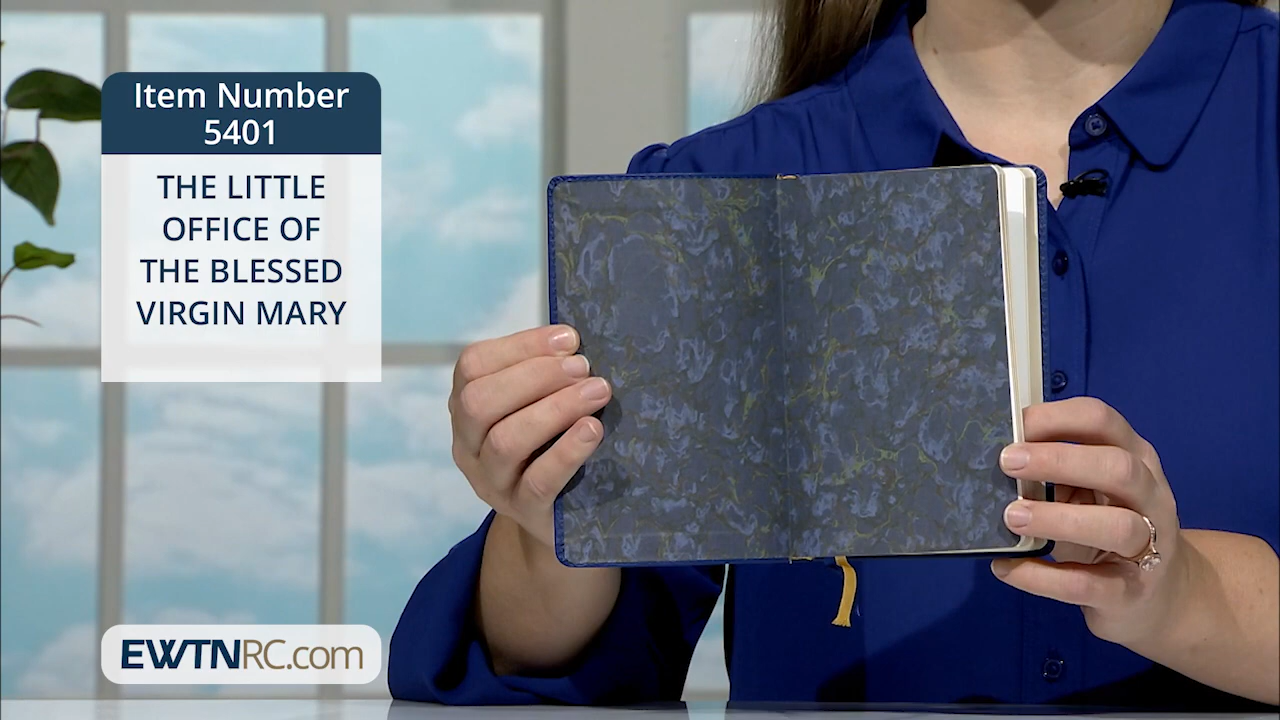 Item Number
5401
THE LITTLE
OFFICE OF
THE BLESSED
VIRGIN MARY
EWTNRC.com